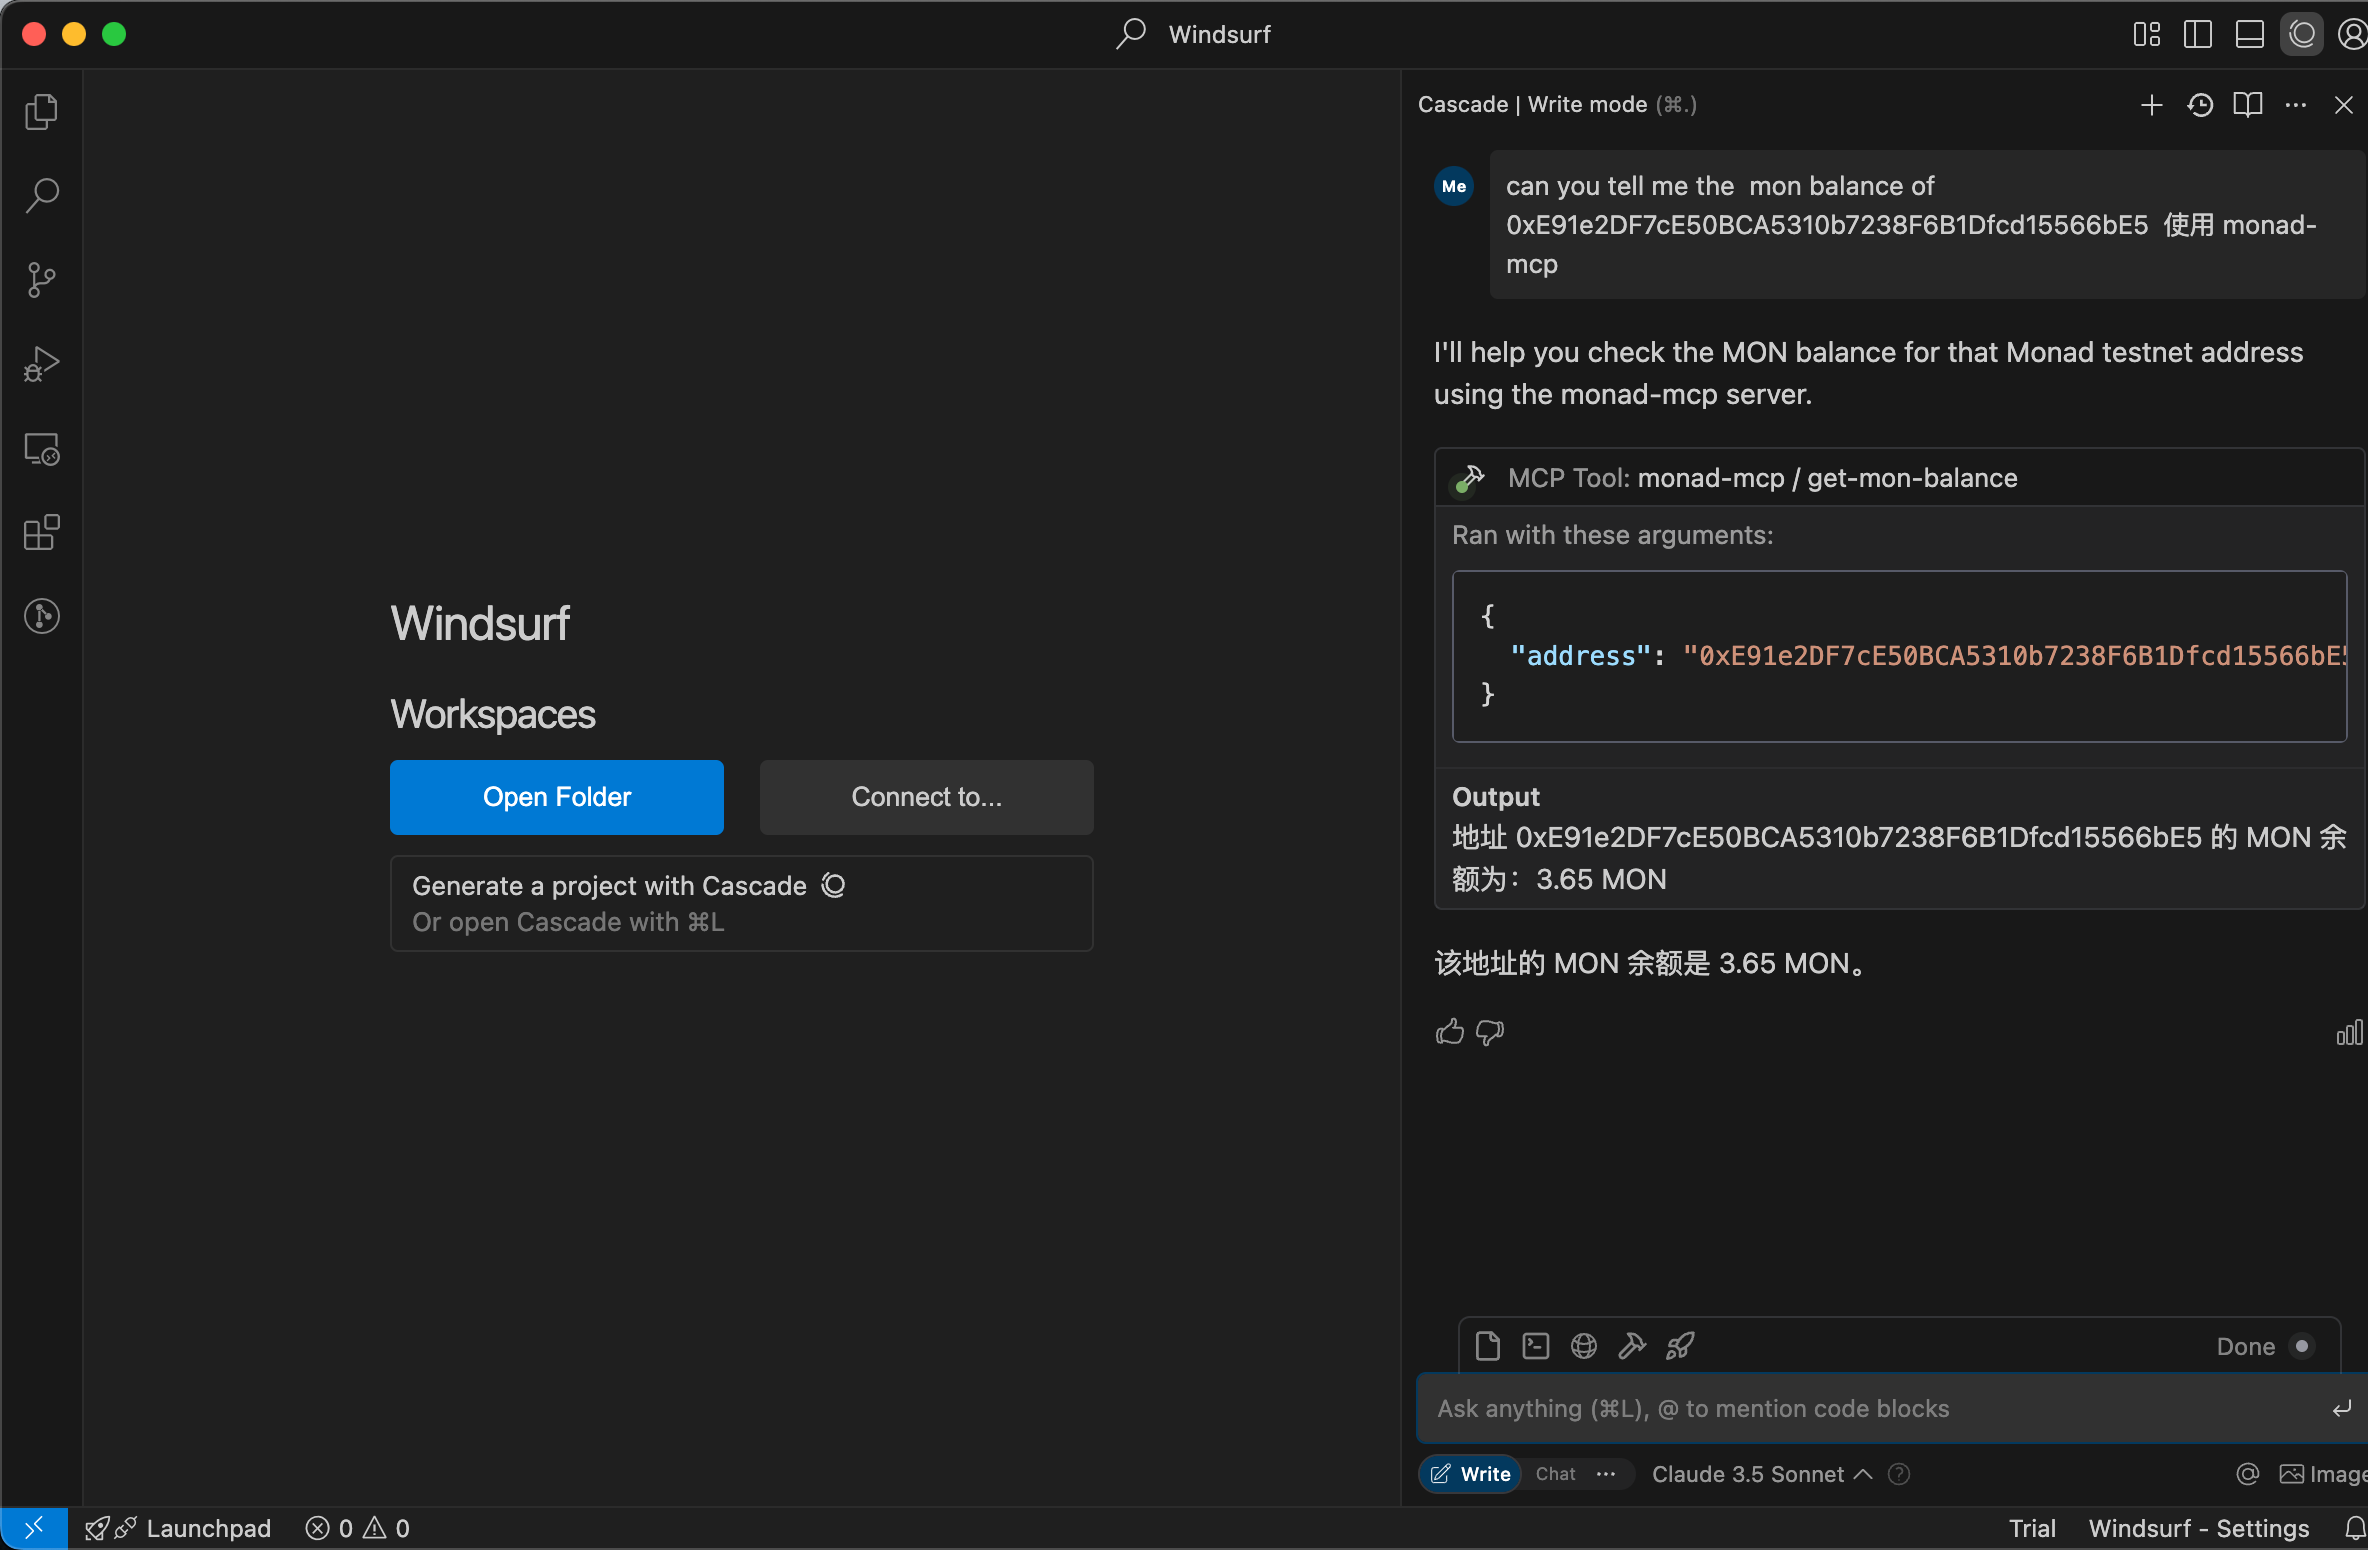 Windsurf
Cascade | Write mode (⌘.)
Me
can you tell me the  mon balance of
0xE91e2DF7cE50BCA5310b7238F6B1Dfcd15566bE5  使用 monad-
mcp
I'll help you check the MON balance for that Monad testnet address
using the monad-mcp server.
MCP Tool: monad-mcp / get-mon-balance
Ran with these arguments:
{
"address": "0xE91e2DF7cE50BCA5310b7238F6B1Dfcd15566bE5
}
Output
地址 0xE91e2DF7cE50BCA5310b7238F6B1Dfcd15566bE5 的 MON 余
额为：3.65 MON
该地址的 MON 余额是 3.65 MON。
Windsurf
Workspaces
Open Folder
Connect to...
Generate a project with Cascade
Or open Cascade with ⌘L
Done
Ask anything (⌘L), @ to mention code blocks
Write
Chat
Claude 3.5 Sonnet
Image
Launchpad
0
0
Trial
Windsurf - Settings